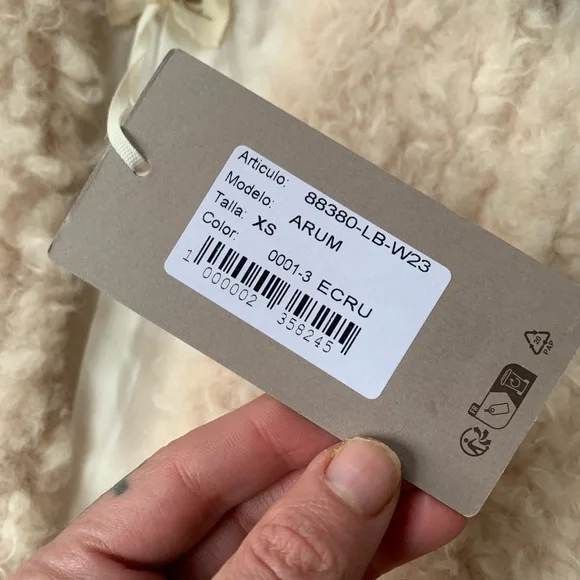 Articulo: 88380-LB-W23
Modelo: ARUM
Talla: XS
Color: 0001-3 ECRU
1 000002 358245
20
PAP